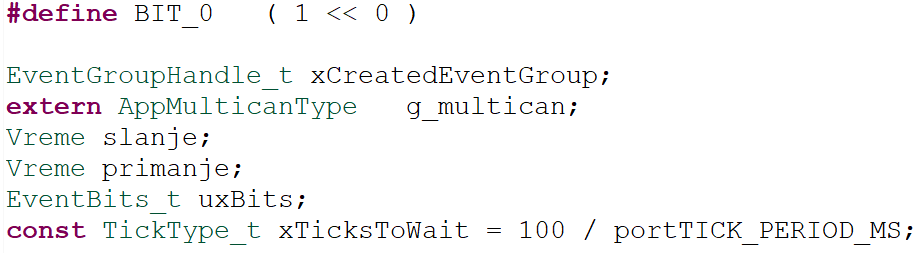 #define BIT_0   ( 1 << 0 )
EventGroupHandle_t xCreatedEventGroup;
extern AppMulticanType   g_multican;
Vreme slanje;
Vreme primanje;
EventBits_t uxBits;
const TickType_t xTicksToWait = 100 / portTICK_PERIOD_MS;